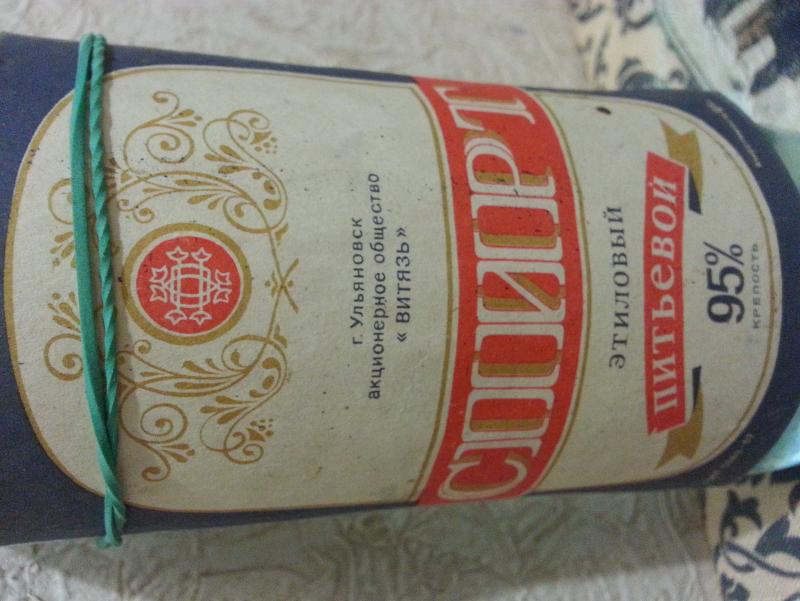 г. Ульяновск
акционерное общество
« ВИТЯЗЬ»
СПИРТ
ЭТИЛОВЫЙ
ПИТЬЕВОЙ
95%
КРЕПОСТЬ